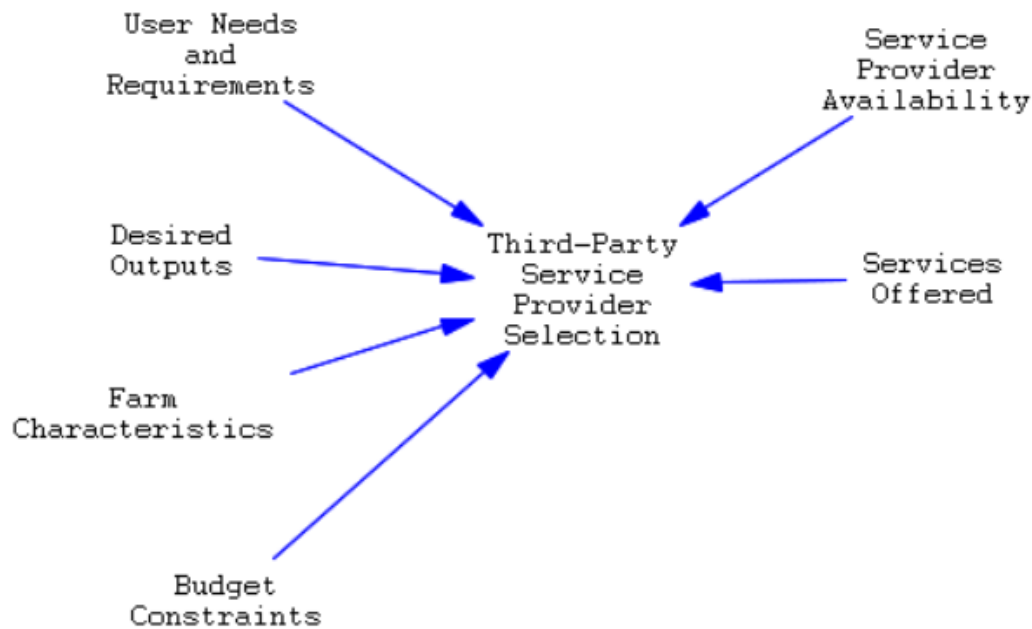 User Needs
and
Requirements
Service
Provider
Availability
Desired
Outputs
Third-Party
Service
Provider
Selection
Services
Offered
Farm
Characteristics
Budget
Constraints